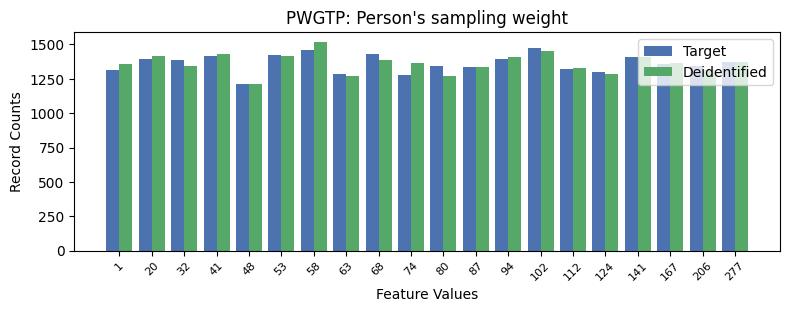 PWGTP: Person's sampling weight
Record Counts
1500
1250
1000
750
500
250
0
Target
Deidentified
1 20 32 41 48 53 58 63 68 74 80 87 94 102 112 124 141 167 206 277
Feature Values